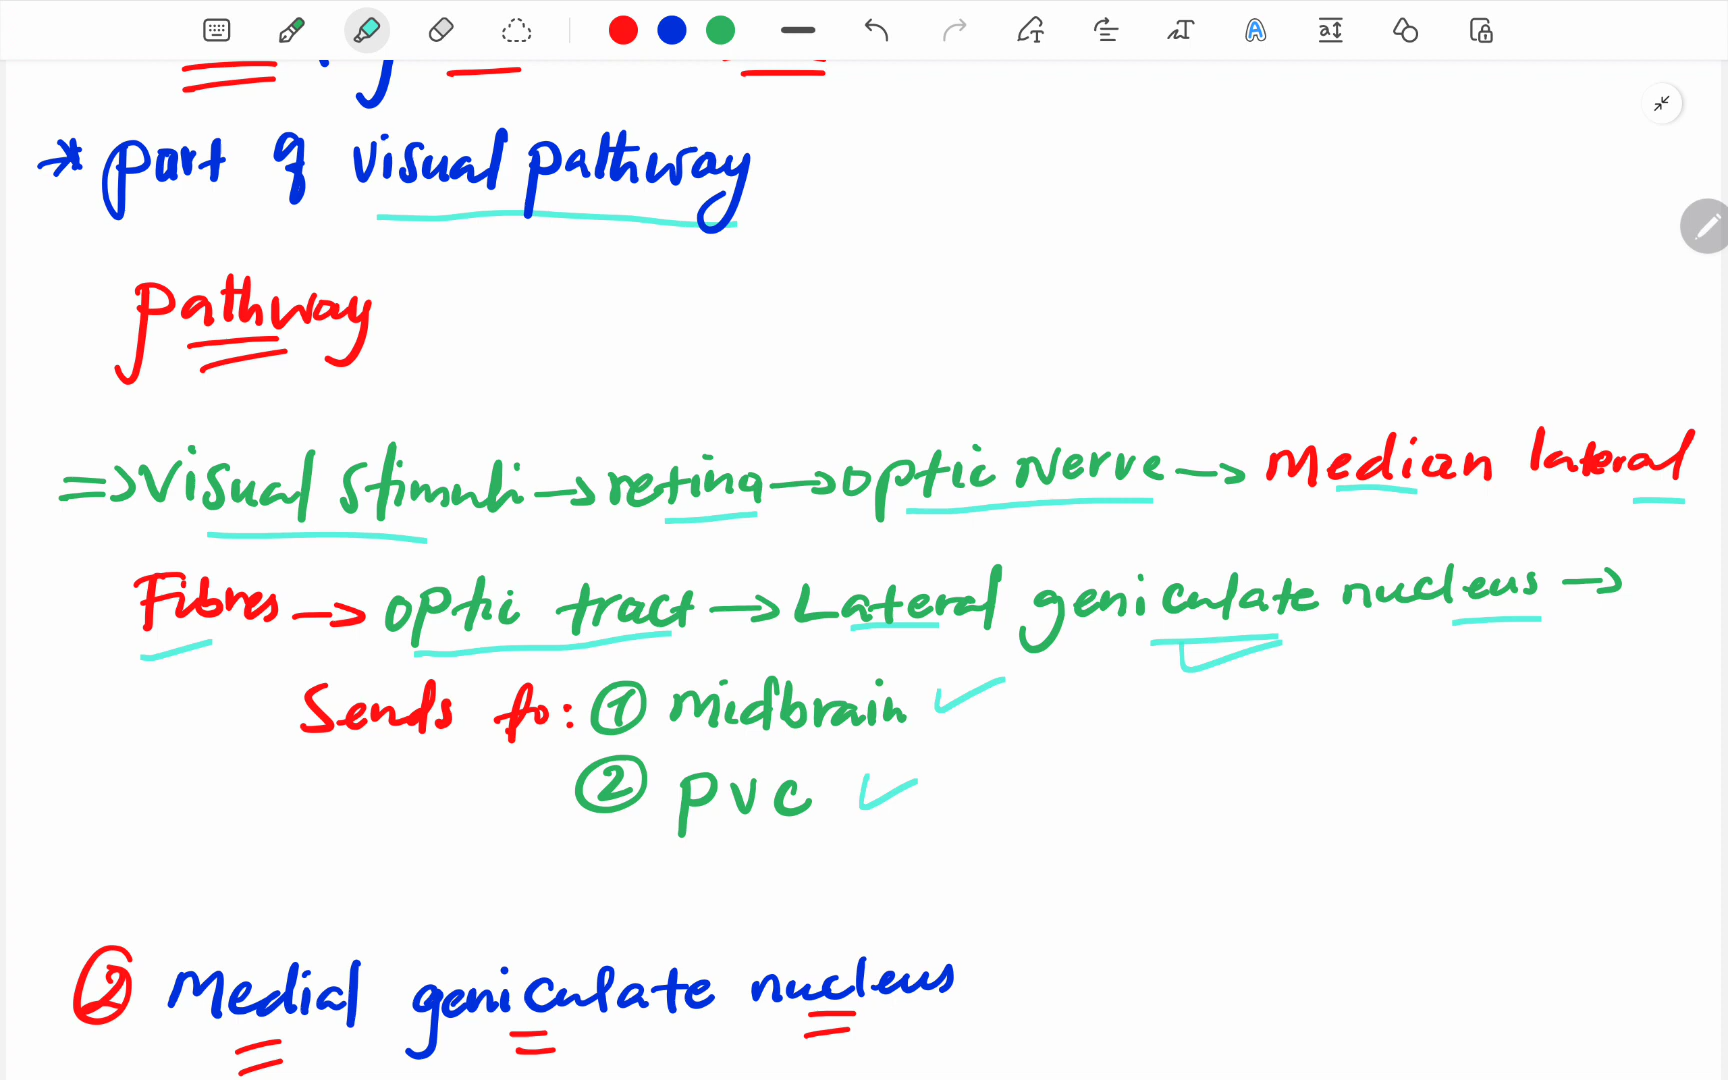 * part of visual pathway
Pathway
⇒ Visual stimuli → retina → optic Nerve → Median lateral
Fibres → optic tract → Lateral geniculate nucleus →
Sends to: ① midbrain ✓
② PVC ✓
② Medial geniculate nucleus